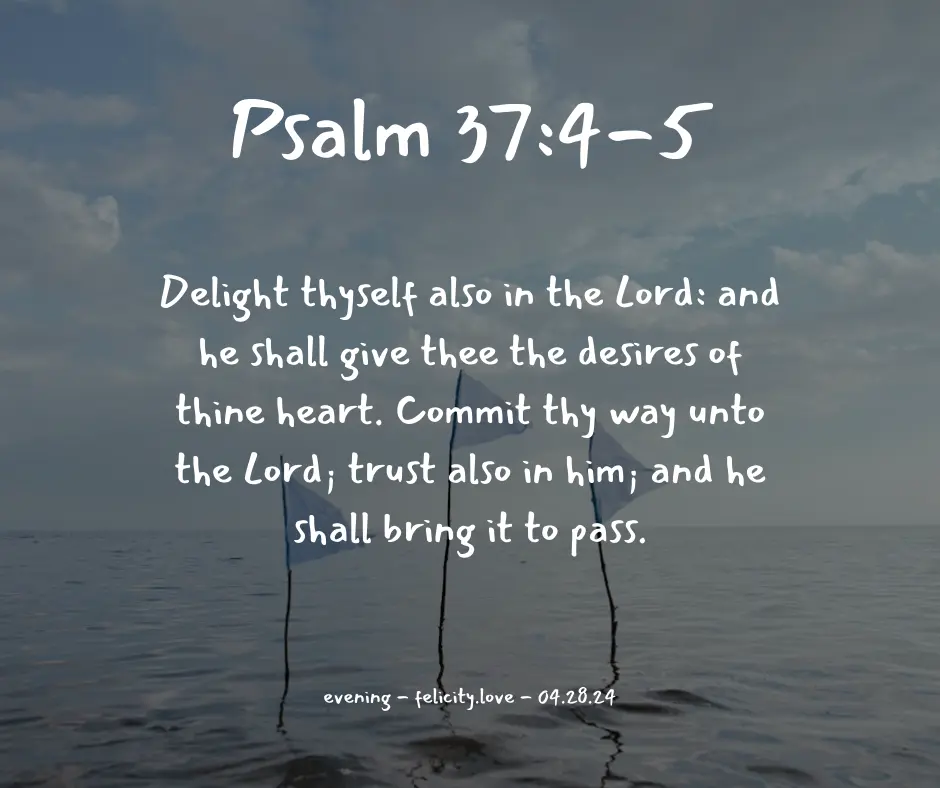 Psalm 37:4-5
Delight thyself also in the Lord: and
he shall give thee the desires of
thine heart. Commit thy way unto
the Lord; trust also in him; and he
shall bring it to pass.
evening - felicity.love - 04.28.24